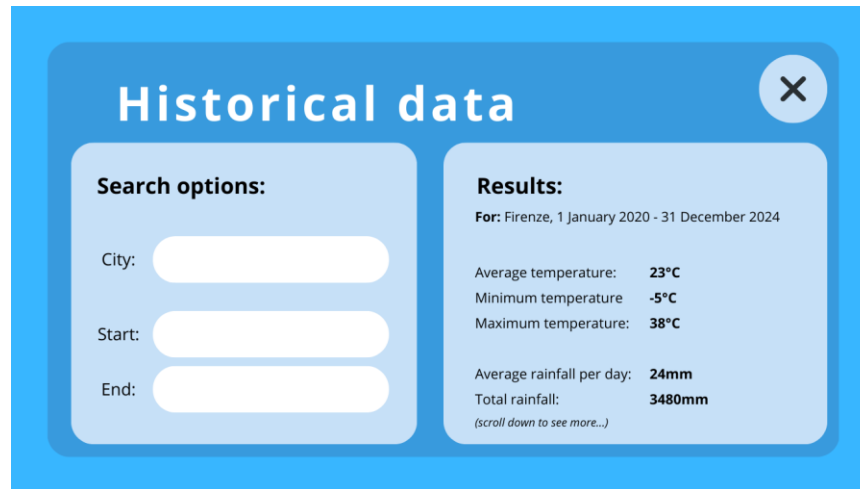 Historical data
Search options:
City:
Start:
End:
Results:
For: Firenze, 1 January 2020 - 31 December 2024
Average temperature: 23°C
Minimum temperature -5°C
Maximum temperature: 38°C
Average rainfall per day: 24mm
Total rainfall: 3480mm
(scroll down to see more...)